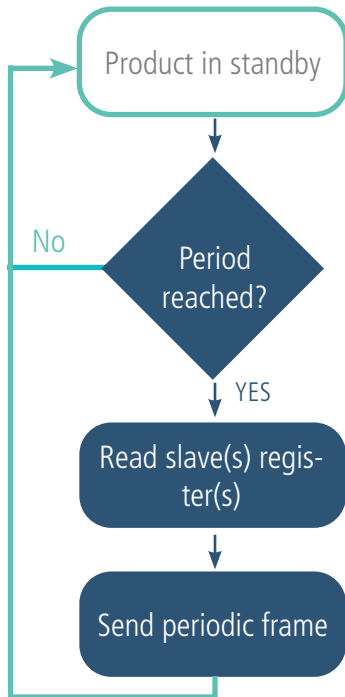 Product in standby
No
Period
reached?
YES
Read slave(s) regis-
ter(s)
Send periodic frame